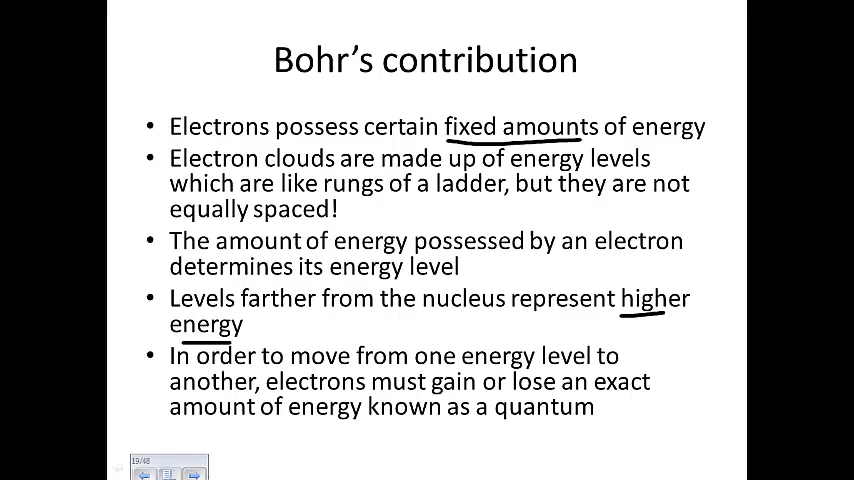 Bohr's contribution
• Electrons possess certain fixed amounts of energy
• Electron clouds are made up of energy levels
which are like rungs of a ladder, but they are not
equally spaced!
• The amount of energy possessed by an electron
determines its energy level
• Levels farther from the nucleus represent higher
energy
• In order to move from one energy level to
another, electrons must gain or lose an exact
amount of energy known as a quantum
19/48